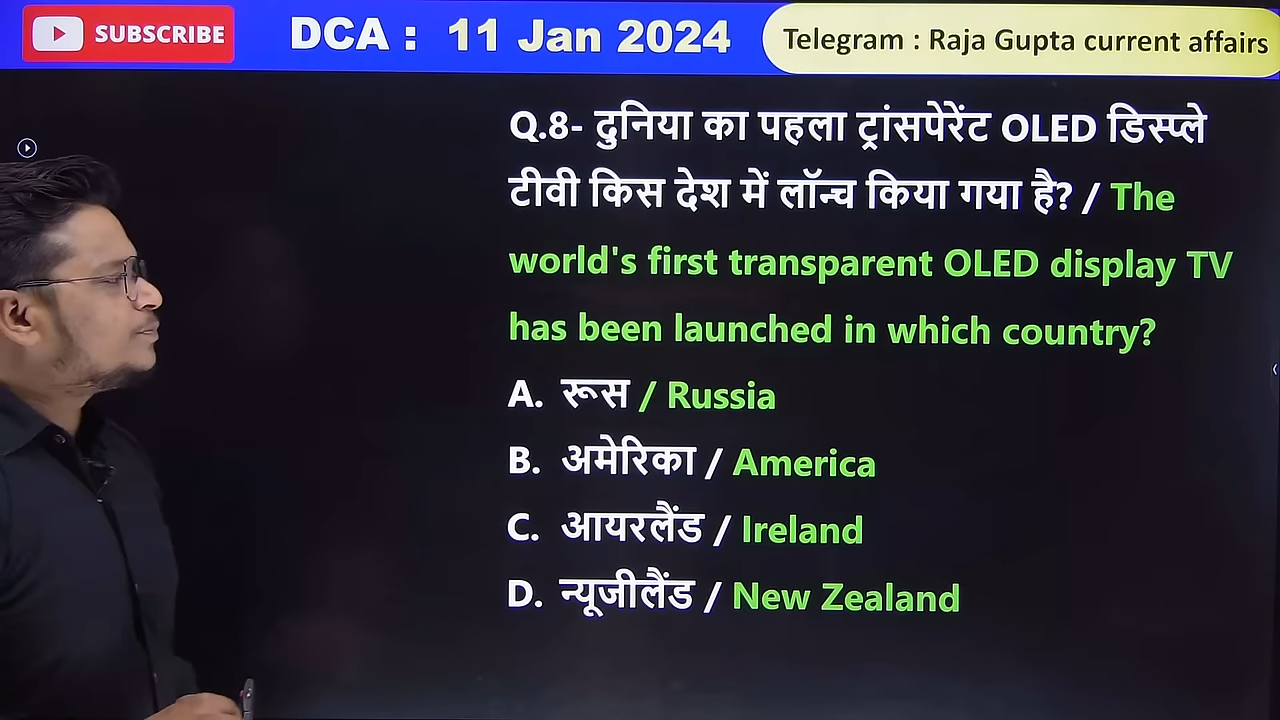 SUBSCRIBE
DCA : 11 Jan 2024
Telegram : Raja Gupta current affairs
Q.8- दुनिया का पहला ट्रांसपेरेंट OLED डिस्प्ले
टीवी किस देश में लॉन्च किया गया है? / The
world's first transparent OLED display TV
has been launched in which country?
A. रूस / Russia
B. अमेरिका / America
C. आयरलैंड / Ireland
D. न्यूजीलैंड / New Zealand